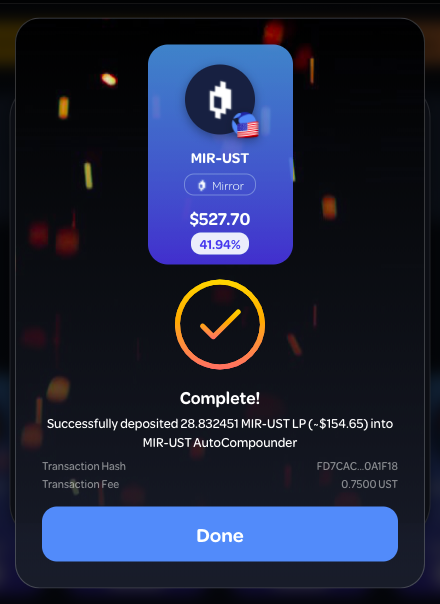 MIR-UST
Mirror
$527.70
41.94%
Complete!
Successfully deposited 28.832451 MIR-UST LP (~$154.65) into
MIR-UST AutoCompounder
Transaction Hash FD7CAC...0A1F18
Transaction Fee 0.7500 UST
Done